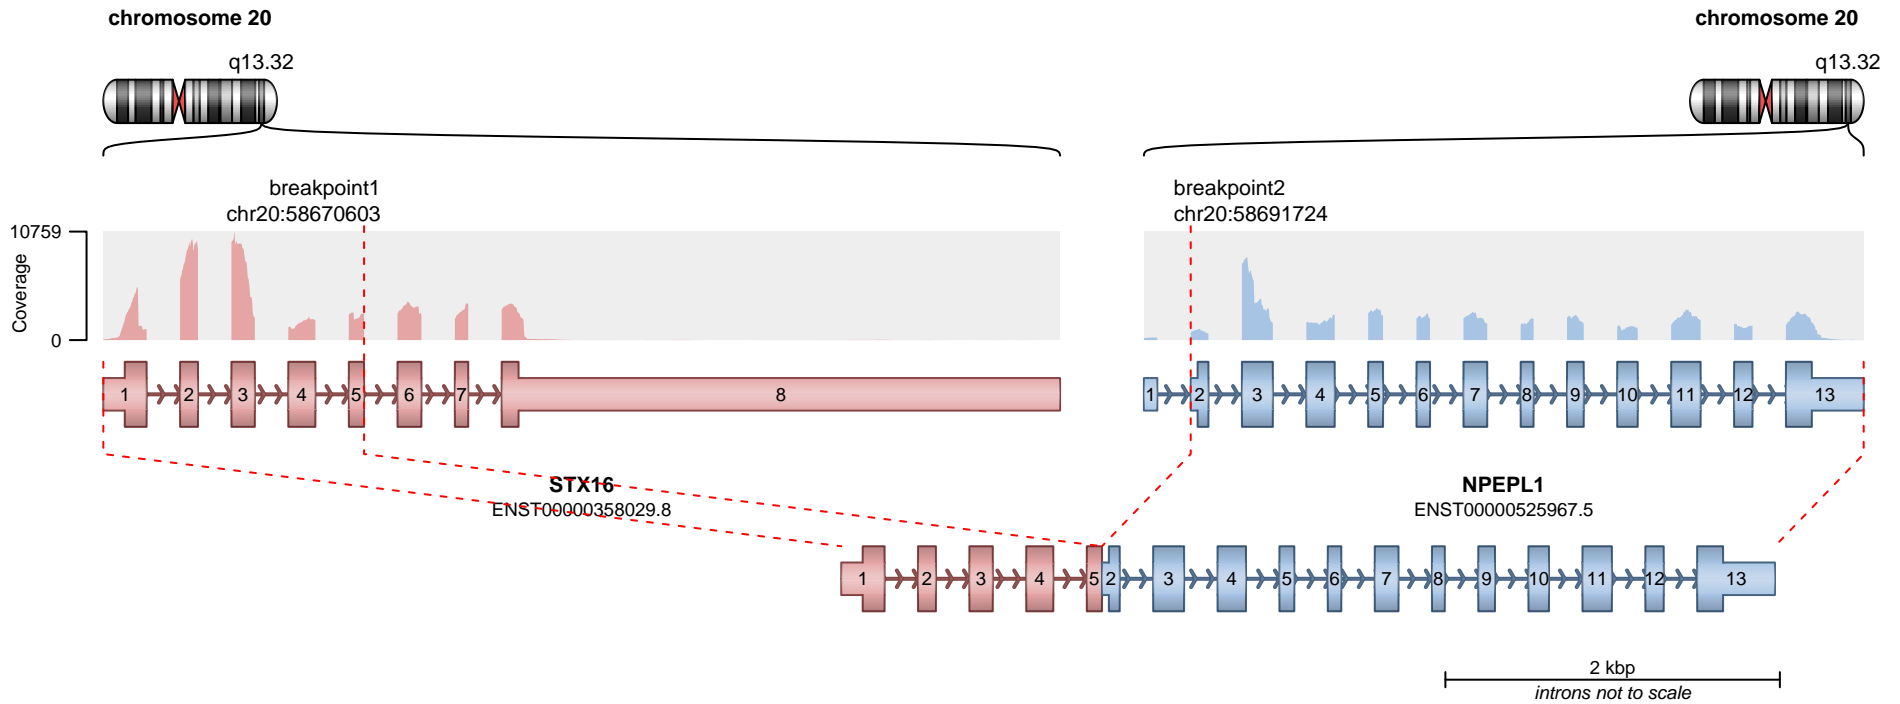 chromosome 20
chromosome 20
q13.32
q13.32
breakpoint1
chr20:58670603
breakpoint2
chr20:58691724
10759
0
Coverage
1 2 3 4 5 6 7 8
1 2 3 4 5 6 7 8 9 10 11 12 13
STX16
ENST00000358029.8
NPEPL1
ENST00000525967.5
1 2 3 4 5 2 3 4 5 6 7 8 9 10 11 12 13
2 kbp
introns not to scale